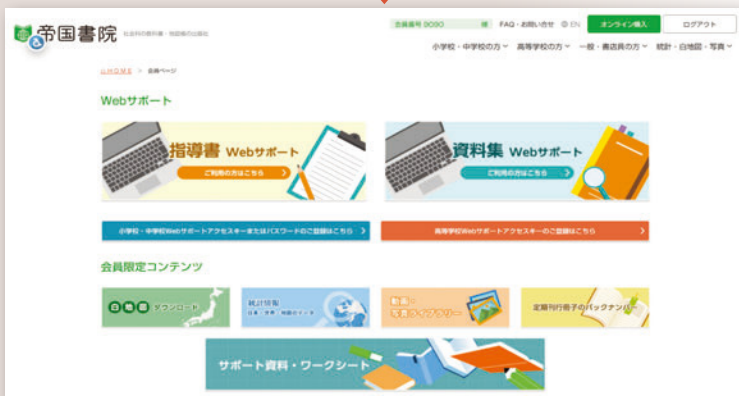 帝国書院 社会科の教科書・地図帳の出版社
会員番号 9090 様 FAQ・お問い合せ EN オンライン購入 ログアウト
小学校・中学校の方 高等学校の方 一般・書店員の方 統計・白地図・写真
HOME > 会員ページ
Webサポート
指導書 Webサポート
ご利用の方はこちら
資料集 Webサポート
ご利用の方はこちら
小学校・中学校Webサポートアクセスキーまたはパスワードのご登録はこちら
高等学校Webサポートアクセスキーのご登録はこちら
会員限定コンテンツ
白地図 ダウンロード
統計情報
日本・世界・地図のデータ
動画・
写真ライブラリー
定期刊行冊子のバックナンバー
サポート資料・ワークシート